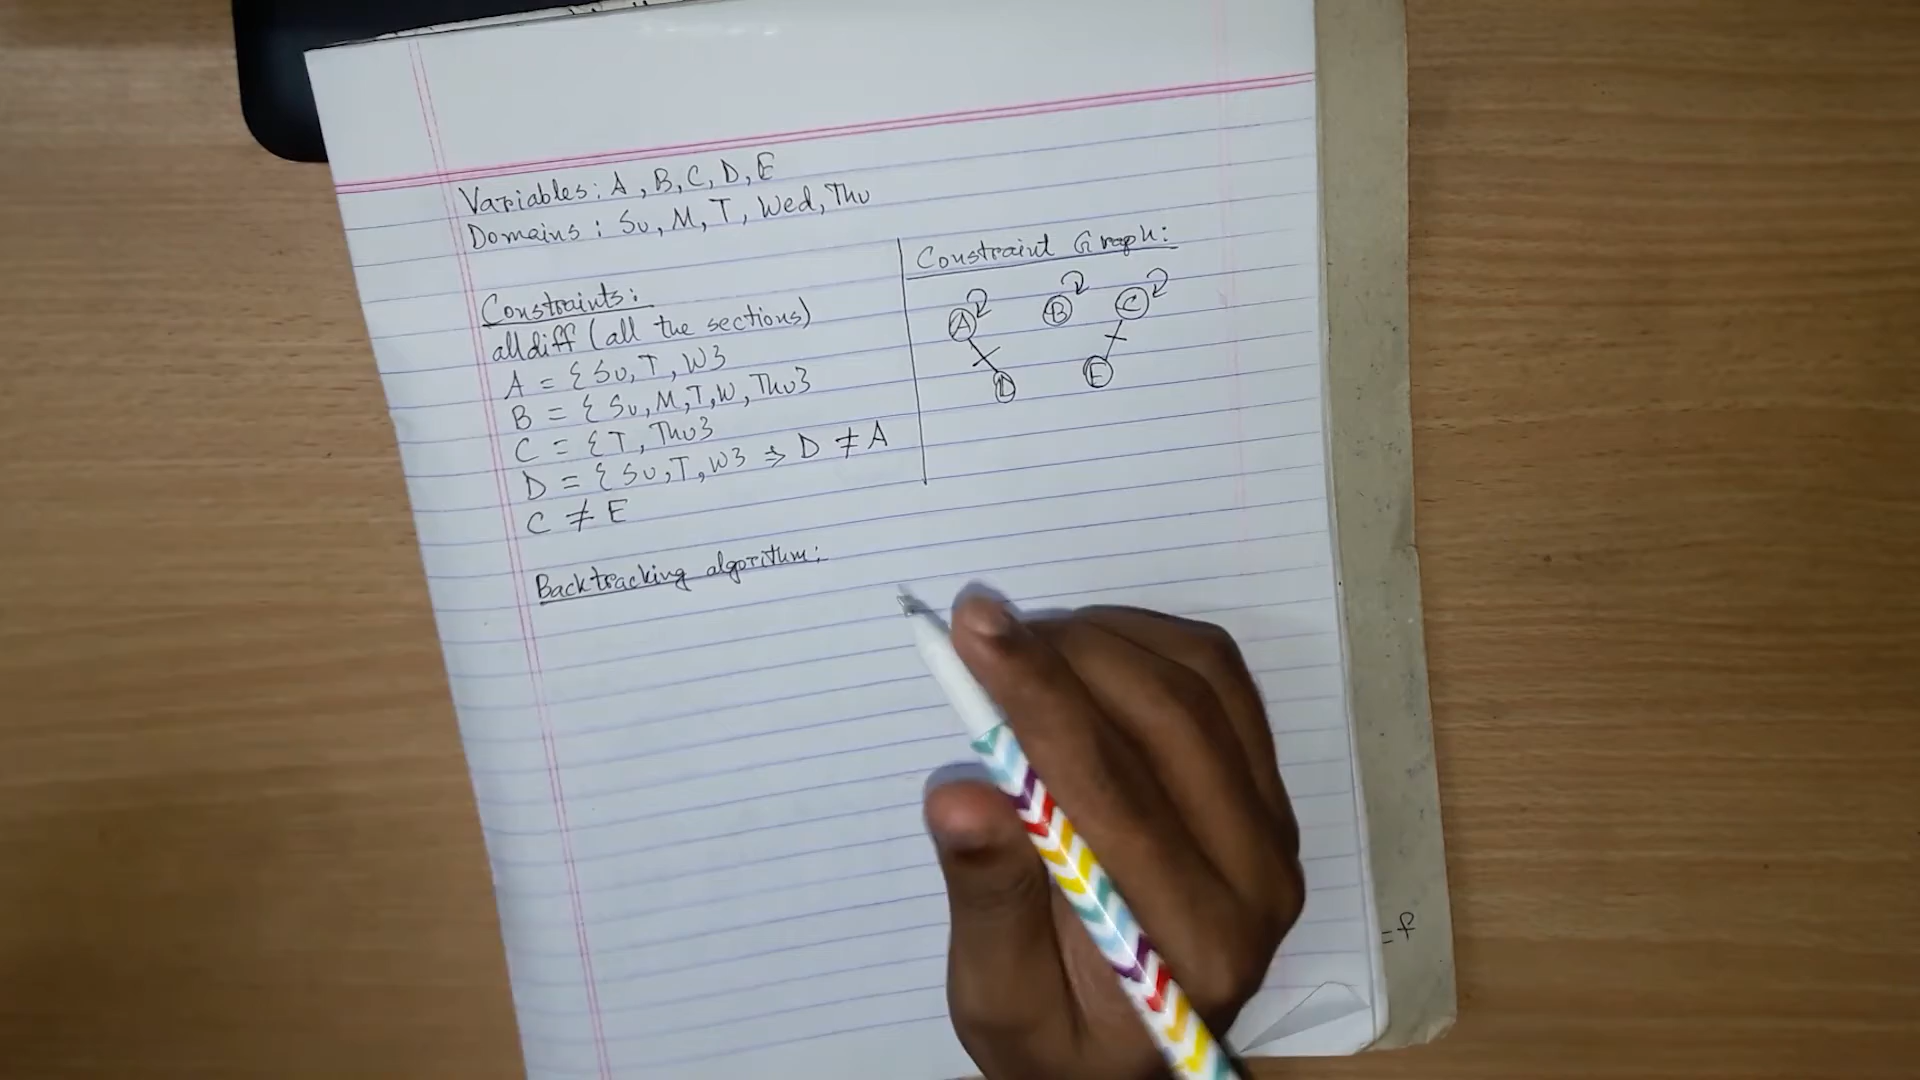 Variables: A, B, C, D, E
Domains: Su, M, T, Wed, Thu
Constraints:
alldiff (all the sections)
A = {Su, T, W}
B = {Su, M, T, W, Thu}
C = {T, Thu}
D = {Su, T, W} ⇒ D ≠ A
C ≠ E
Constraint Graph:
A B C
D E
Backtracking algorithm:
= f